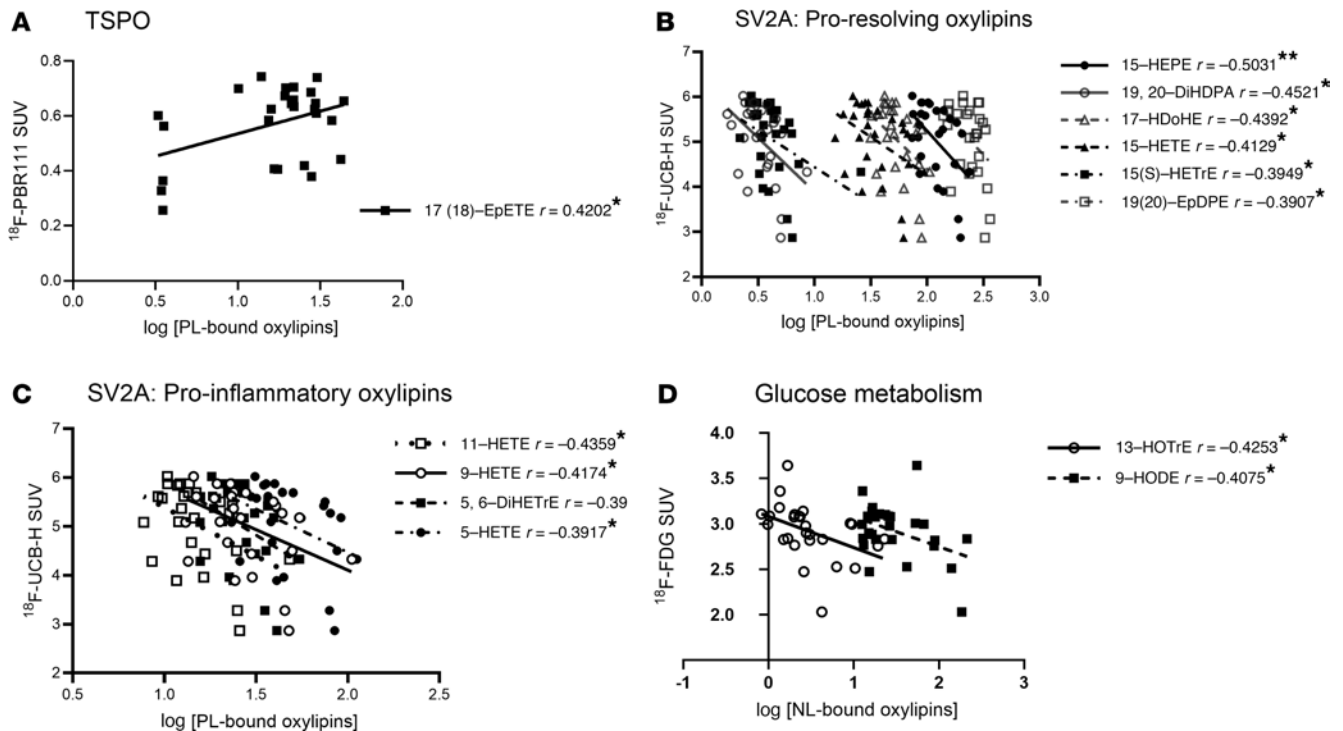 A TSPO
0.8
0.6
0.4
0.2
0.0
18F-PBR111 SUV
17 (18)–EpETE r = 0.4202*
0.0 0.5 1.0 1.5 2.0
log [PL-bound oxylipins]
B SV2A: Pro-resolving oxylipins
7
6
5
4
3
2
18F-UCB-H SUV
15–HEPE r = –0.5031**
19, 20–DiHDPA r = –0.4521*
17–HDoHE r = –0.4392*
15–HETE r = –0.4129*
15(S)–HETrE r = –0.3949*
19(20)–EpDPE r = –0.3907*
0.0 0.5 1.0 1.5 2.0 2.5 3.0
log [PL-bound oxylipins]
C SV2A: Pro-inflammatory oxylipins
7
6
5
4
3
2
18F-UCB-H SUV
11–HETE r = –0.4359*
9–HETE r = –0.4174*
5, 6–DiHETrE r = –0.39
5–HETE r = –0.3917*
0.5 1.0 1.5 2.0 2.5
log [PL-bound oxylipins]
D Glucose metabolism
4.0
3.5
3.0
2.5
2.0
18F-FDG SUV
13–HOTrE r = –0.4253*
9–HODE r = –0.4075*
-1 0 1 2 3
log [NL-bound oxylipins]